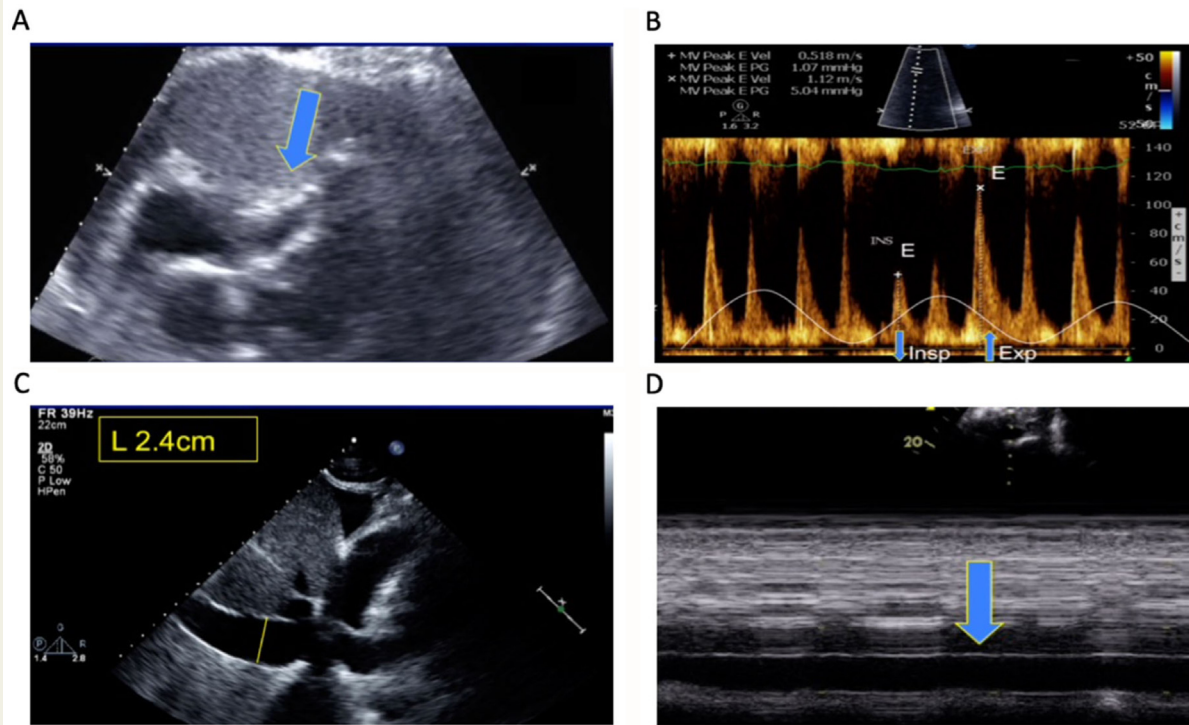 A
B
+ MV Peak E Vel 0.518 m/s
MV Peak E PG 1.07 mmHg
× MV Peak E Vel 1.12 m/s
MV Peak E PG 5.04 mmHg
G
P R
1.6 3.2
+50
c
m
/
s
140
120
E
100
INS
E
80
60
40
20
0
+
c
m
/
s
-
Insp
Exp
C
FR 39Hz
22cm
2D
58%
C 50
P Low
HPen
L 2.4cm
G
P R
1.4 2.8
D
20